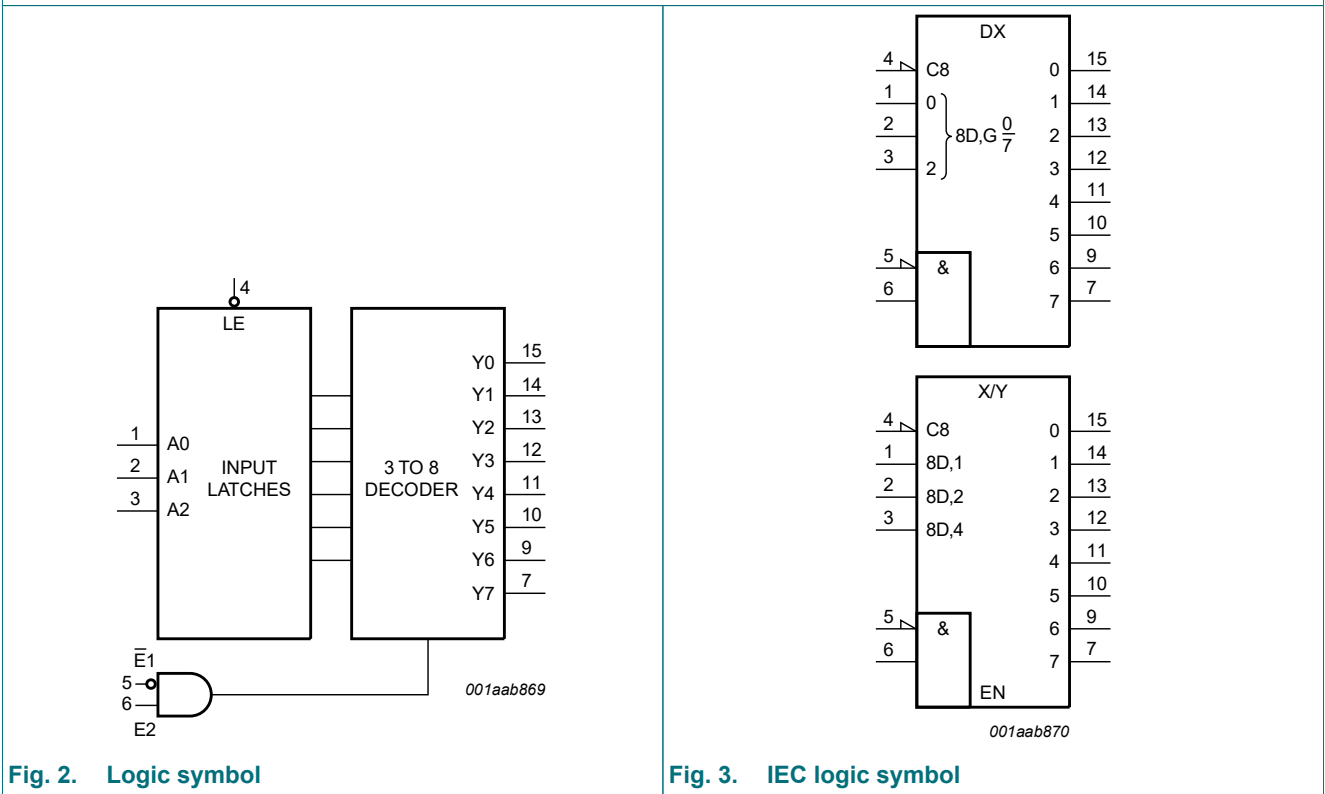 4
LE
1
A0
2
A1
3
A2
INPUT
LATCHES
3 TO 8
DECODER
Y0
15
Y1
14
Y2
13
Y3
12
Y4
11
Y5
10
Y6
9
Y7
7
E̅1
5
6
E2
001aab869
Fig. 2. Logic symbol
DX
4
C8
0
15
1
0
1
14
2
8D,G 0/7
2
13
3
2
3
12
4
11
5
10
5
&
6
9
6
7
7
X/Y
4
C8
0
15
1
8D,1
1
14
2
8D,2
2
13
3
8D,4
3
12
4
11
5
10
5
&
6
9
6
7
7
EN
001aab870
Fig. 3. IEC logic symbol